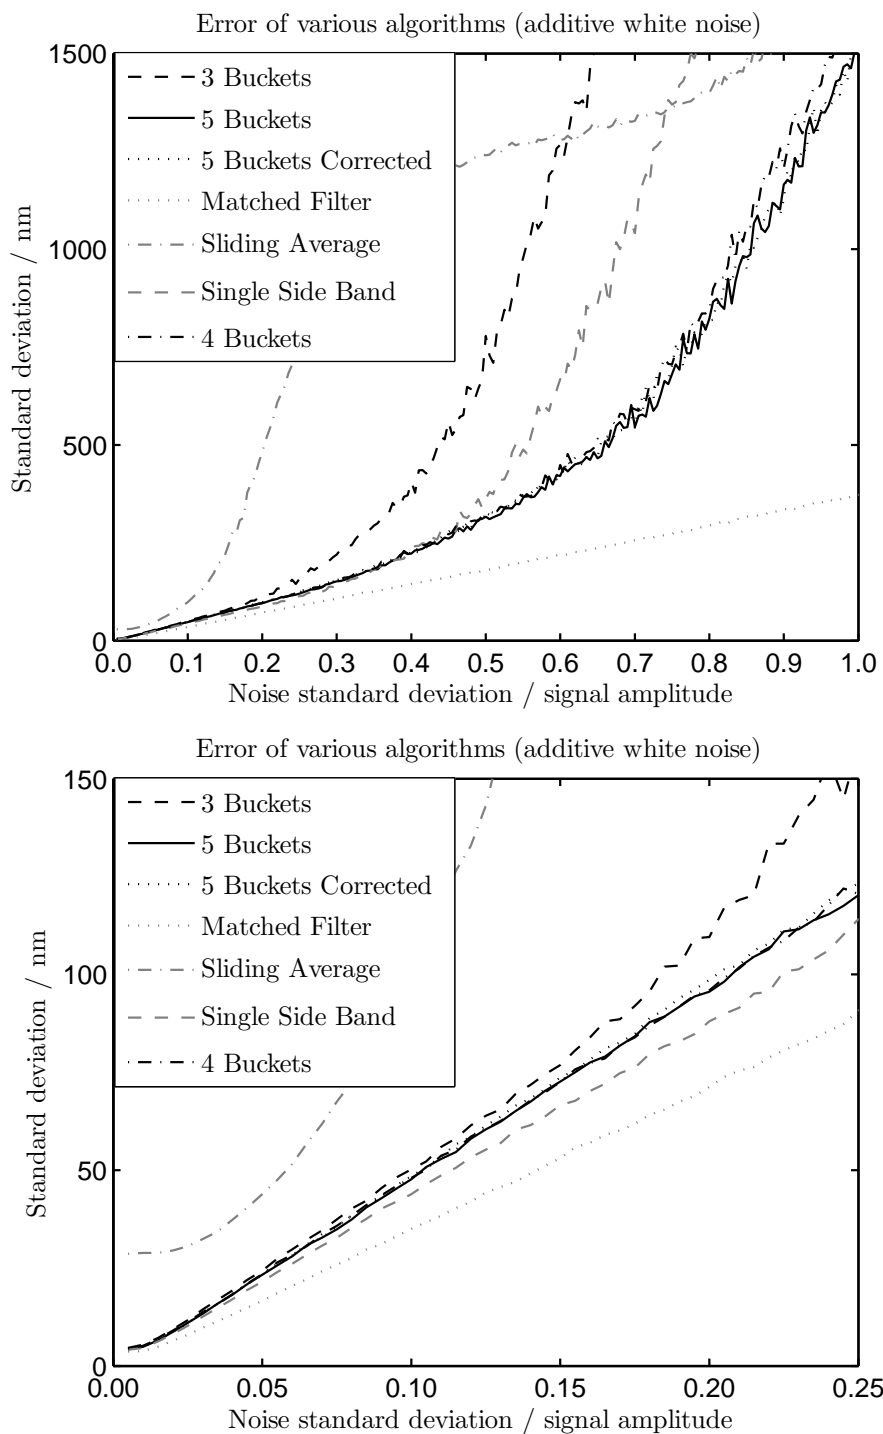 Error of various algorithms (additive white noise)
1500
1000
500
0
Standard deviation / nm
3 Buckets
5 Buckets
5 Buckets Corrected
Matched Filter
Sliding Average
Single Side Band
4 Buckets
0.0 0.1 0.2 0.3 0.4 0.5 0.6 0.7 0.8 0.9 1.0
Noise standard deviation / signal amplitude
Error of various algorithms (additive white noise)
150
100
50
0
Standard deviation / nm
3 Buckets
5 Buckets
5 Buckets Corrected
Matched Filter
Sliding Average
Single Side Band
4 Buckets
0.00 0.05 0.10 0.15 0.20 0.25
Noise standard deviation / signal amplitude